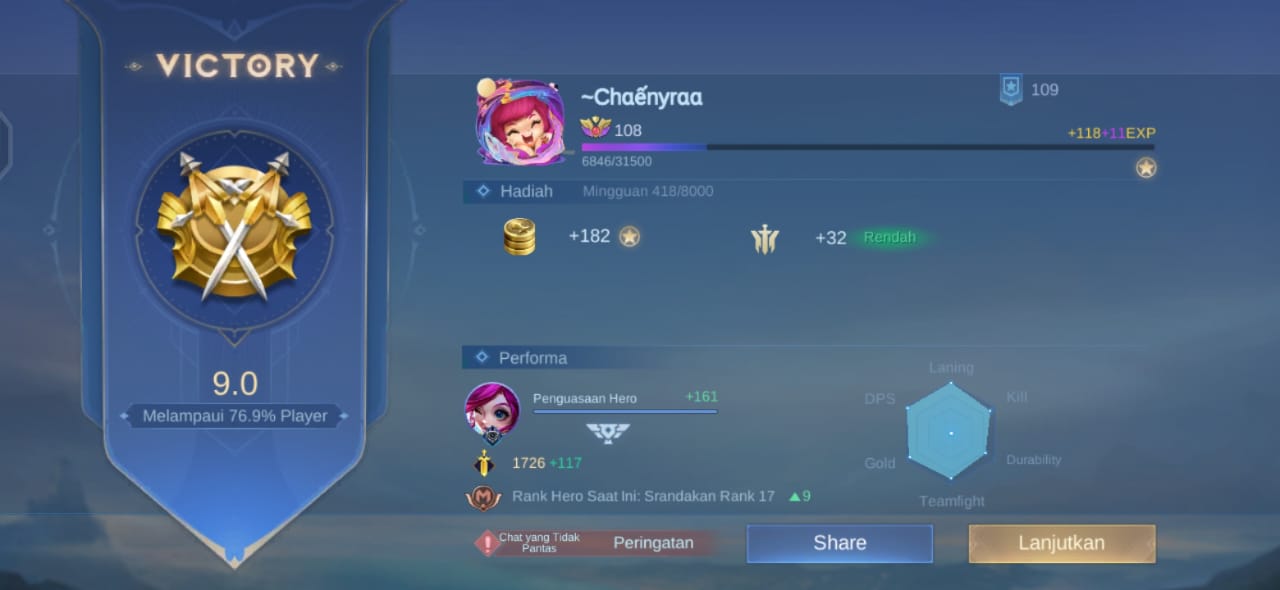 VICTORY
9.0
Melampaui 76.9% Player
~Chaếnyraa
109
108
+118+11EXP
6846/31500
Hadiah Mingguan 418/8000
+182
+32 Rendah
Performa
Penguasaan Hero +161
1726 +117
Rank Hero Saat Ini: Srandakan Rank 17 ▲9
Laning
DPS
Kill
Gold
Durability
Teamfight
Chat yang Tidak
Pantas
Peringatan
Share
Lanjutkan